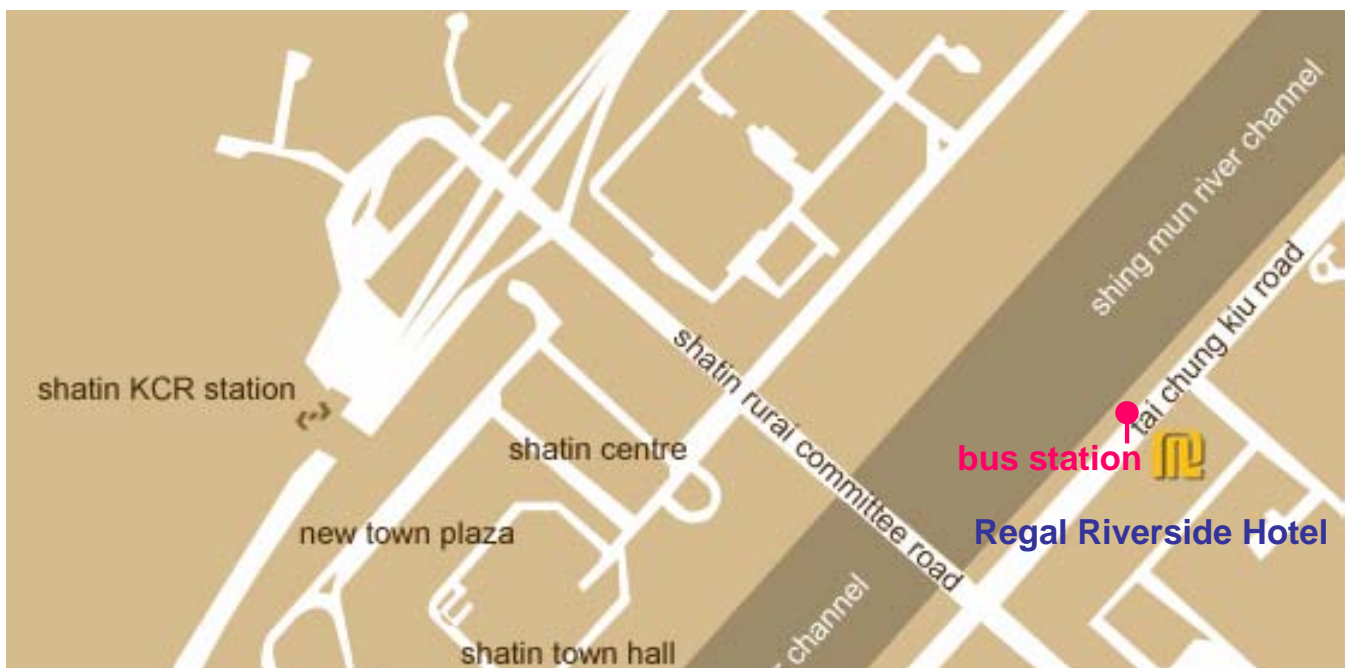 shing mun river channel
tai chung kiu road
shatin rural committee road
shatin KCR station
shatin centre
bus station
new town plaza
Regal Riverside Hotel
shatin town hall
r channel